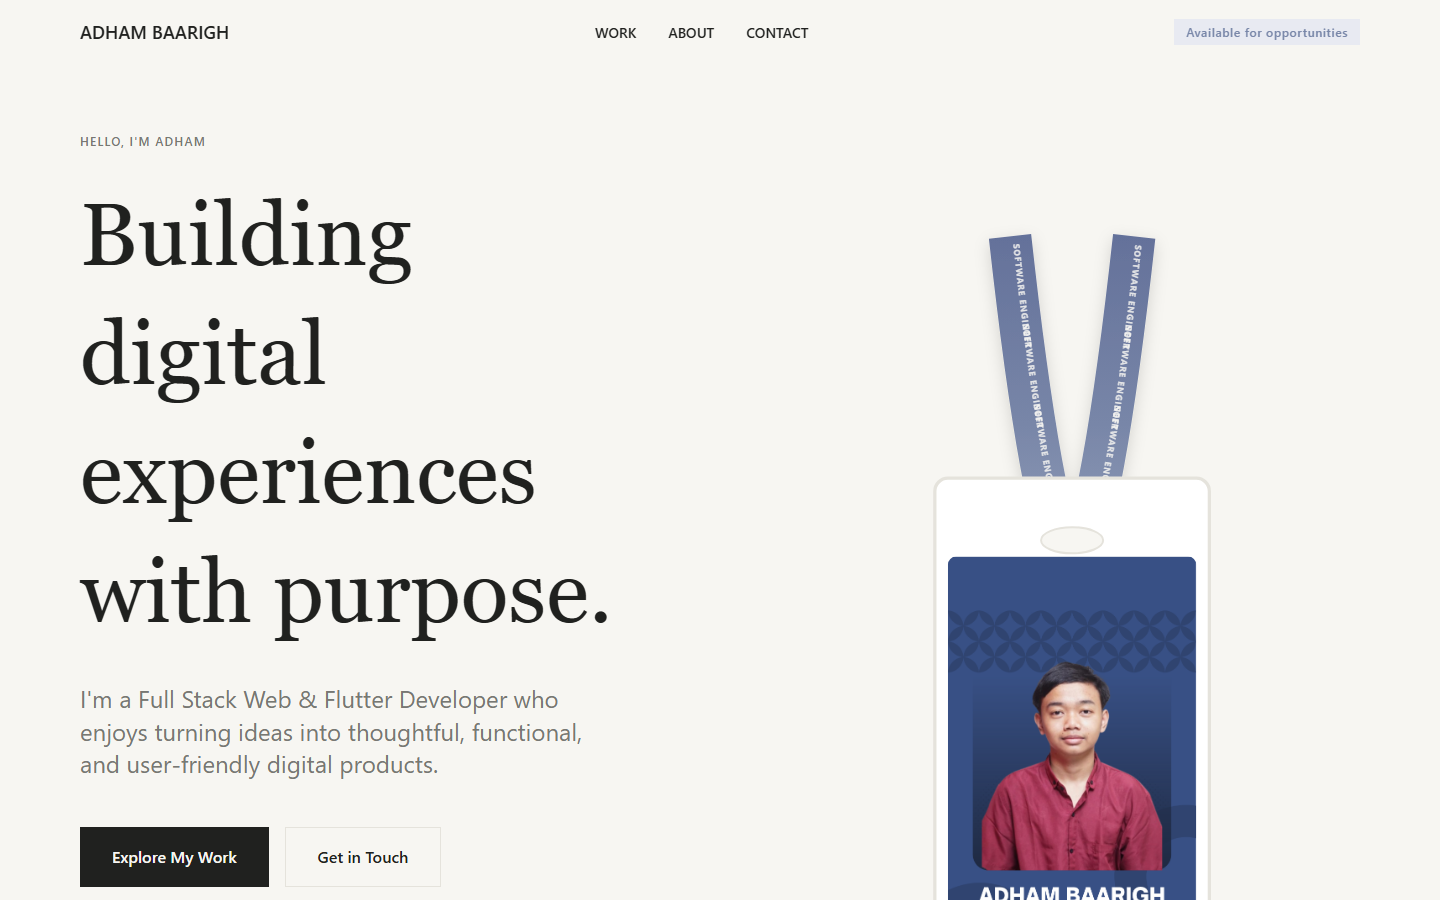 ADHAM BAARIGH
WORK
ABOUT
CONTACT
Available for opportunities
HELLO, I'M ADHAM
Building
digital
experiences
with purpose.
I'm a Full Stack Web & Flutter Developer who
enjoys turning ideas into thoughtful, functional,
and user-friendly digital products.
Explore My Work
Get in Touch
SOFTWARE
SOFTWARE
ADHAM BAARIGH